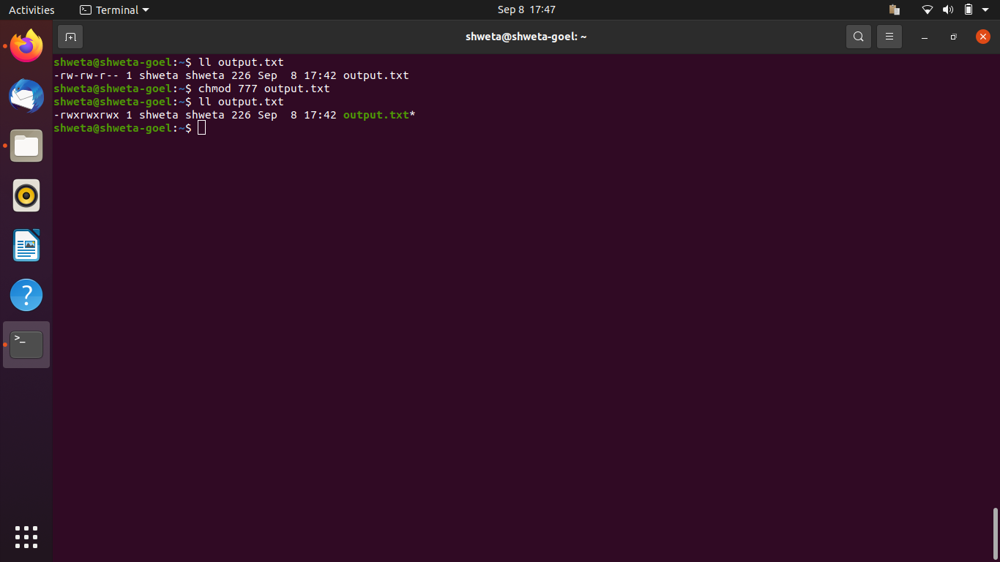 Activities Terminal Sep 8 17:47
shweta@shweta-goel: ~
shweta@shweta-goel:~$ ll output.txt
-rw-rw-r-- 1 shweta shweta 226 Sep  8 17:42 output.txt
shweta@shweta-goel:~$ chmod 777 output.txt
shweta@shweta-goel:~$ ll output.txt
-rwxrwxrwx 1 shweta shweta 226 Sep  8 17:42 output.txt*
shweta@shweta-goel:~$